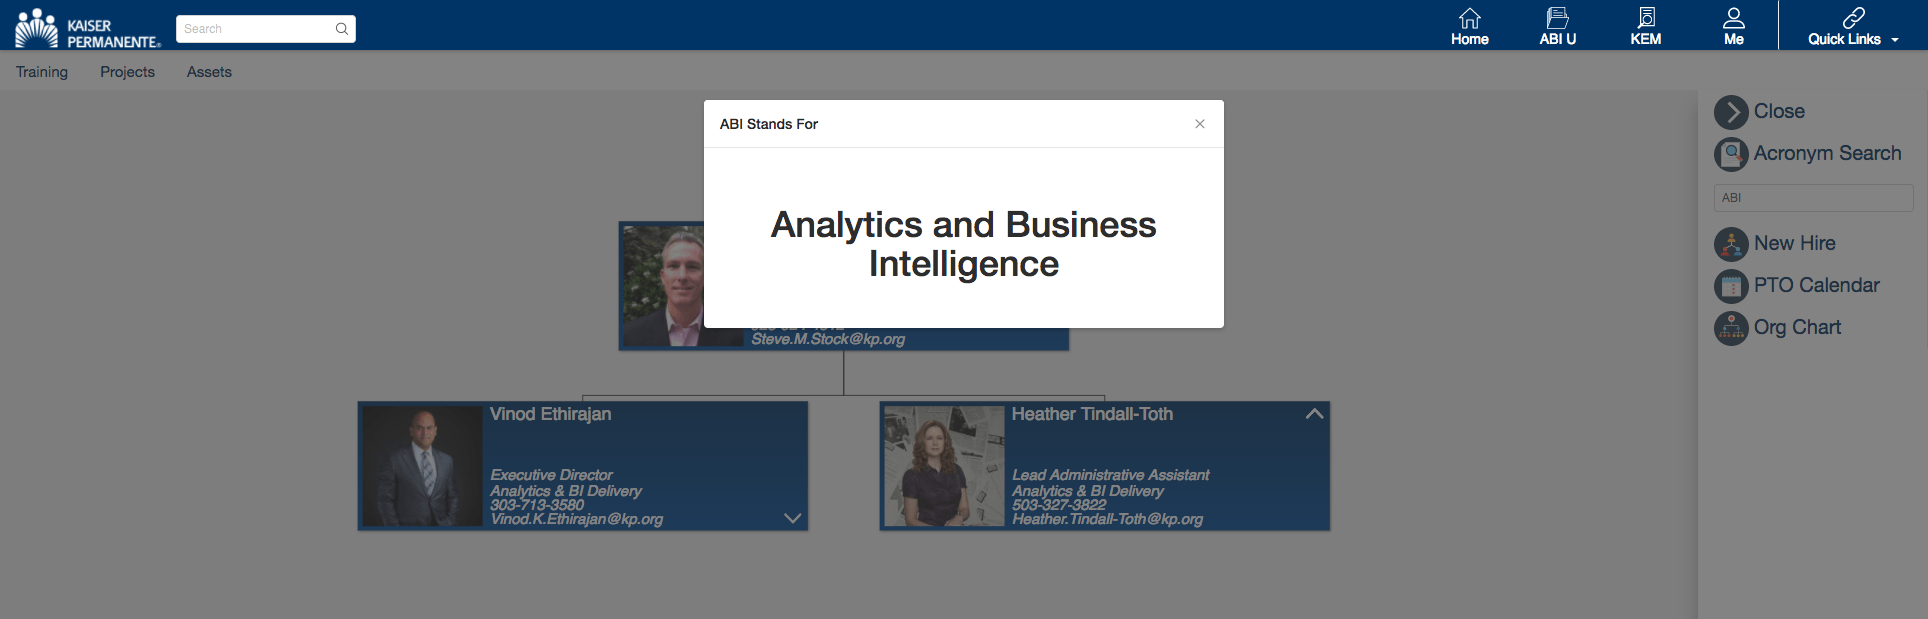 KAISER
PERMANENTE®
Search
Home
ABI U
KEM
Me
Quick Links
Training
Projects
Assets
ABI Stands For
Analytics and Business
Intelligence
Steve.M.Stock@kp.org
Vinod Ethirajan
Executive Director
Analytics & BI Delivery
303-713-3580
Vinod.K.Ethirajan@kp.org
Heather Tindall-Toth
Lead Administrative Assistant
Analytics & BI Delivery
503-327-3822
Heather.Tindall-Toth@kp.org
Close
Acronym Search
ABI
New Hire
PTO Calendar
Org Chart